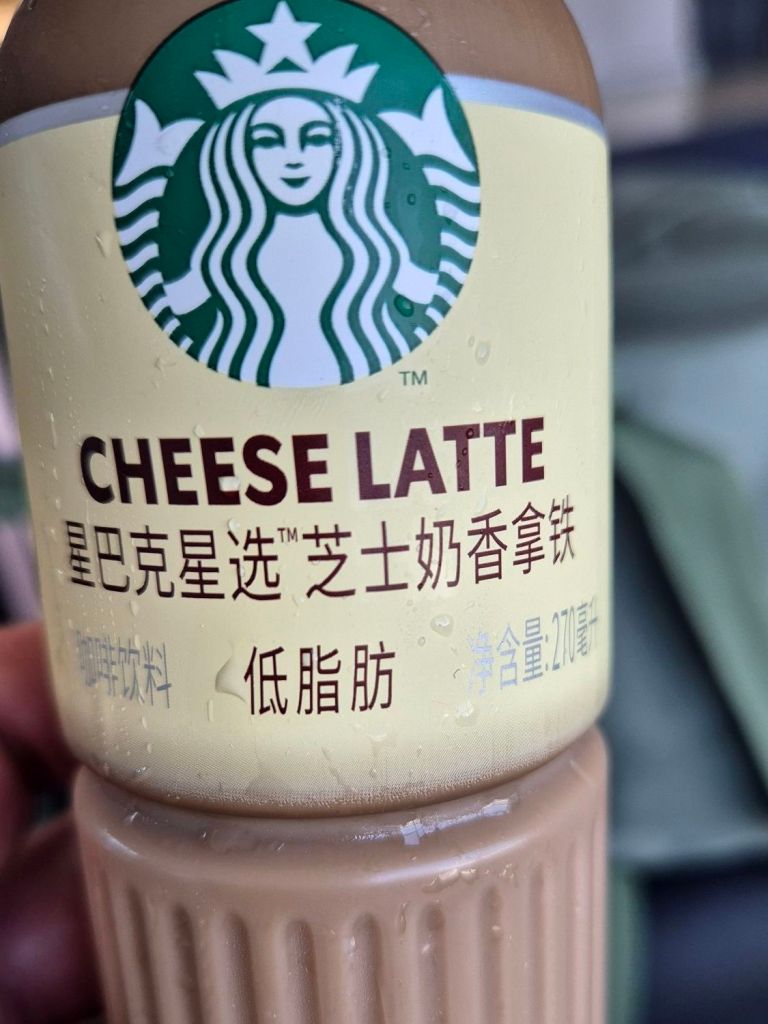 TM
CHEESE LATTE
星巴克星选™芝士奶香拿铁
咖啡饮料
低脂肪
净含量:270毫升